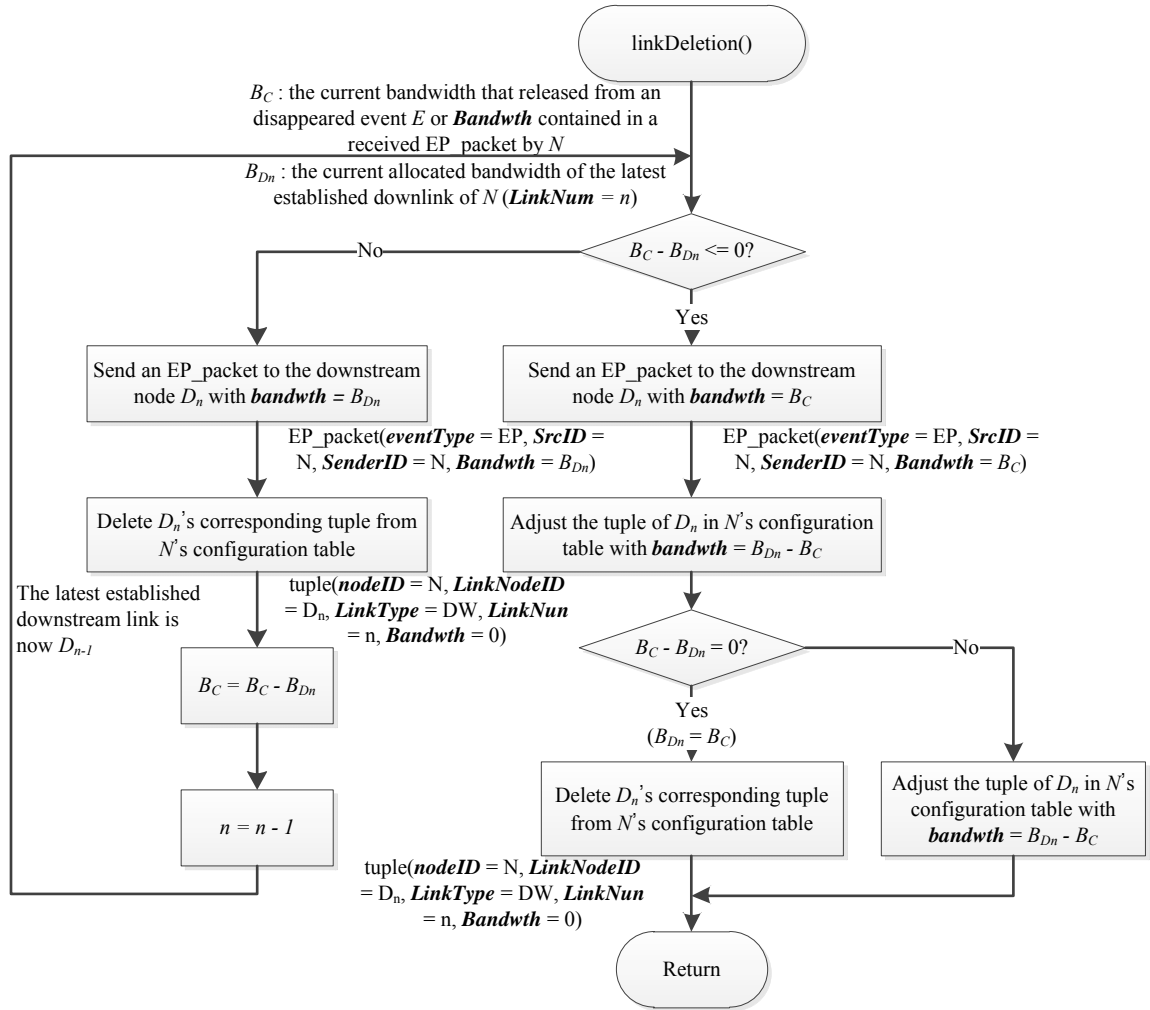 linkDeletion()
B_C : the current bandwidth that released from an
disappeared event E or Bandwth contained in a
received EP_packet by N
B_Dn : the current allocated bandwidth of the latest
established downlink of N (LinkNum = n)
B_C - B_Dn <= 0?
No
Yes
Send an EP_packet to the downstream
node D_n with bandwth = B_Dn
Send an EP_packet to the downstream
node D_n with bandwth = B_C
EP_packet(eventType = EP, SrcID =
N, SenderID = N, Bandwth = B_Dn)
EP_packet(eventType = EP, SrcID =
N, SenderID = N, Bandwth = B_C)
Delete D_n's corresponding tuple from
N's configuration table
Adjust the tuple of D_n in N's configuration
table with bandwth = B_Dn - B_C
tuple(nodeID = N, LinkNodeID
= D_n, LinkType = DW, LinkNun
= n, Bandwth = 0)
The latest established
downstream link is
now D_n-1
B_C - B_Dn = 0?
No
B_C = B_C - B_Dn
Yes
(B_Dn = B_C)
n = n - 1
Delete D_n's corresponding tuple
from N's configuration table
Adjust the tuple of D_n in N's
configuration table with
bandwth = B_Dn - B_C
tuple(nodeID = N, LinkNodeID
= D_n, LinkType = DW, LinkNun
= n, Bandwth = 0)
Return